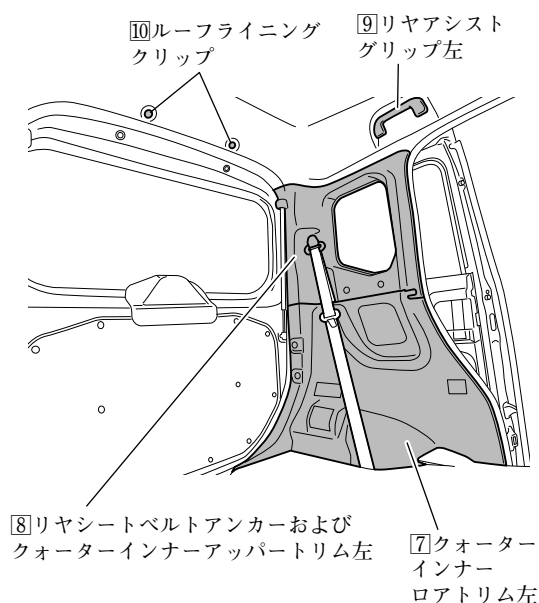 ⑩ルーフライニング
クリップ
⑨リヤアシスト
グリップ左
⑧リヤシートベルトアンカーおよび
クォーターインナーアッパートリム左
⑦クォーター
インナー
ロアトリム左